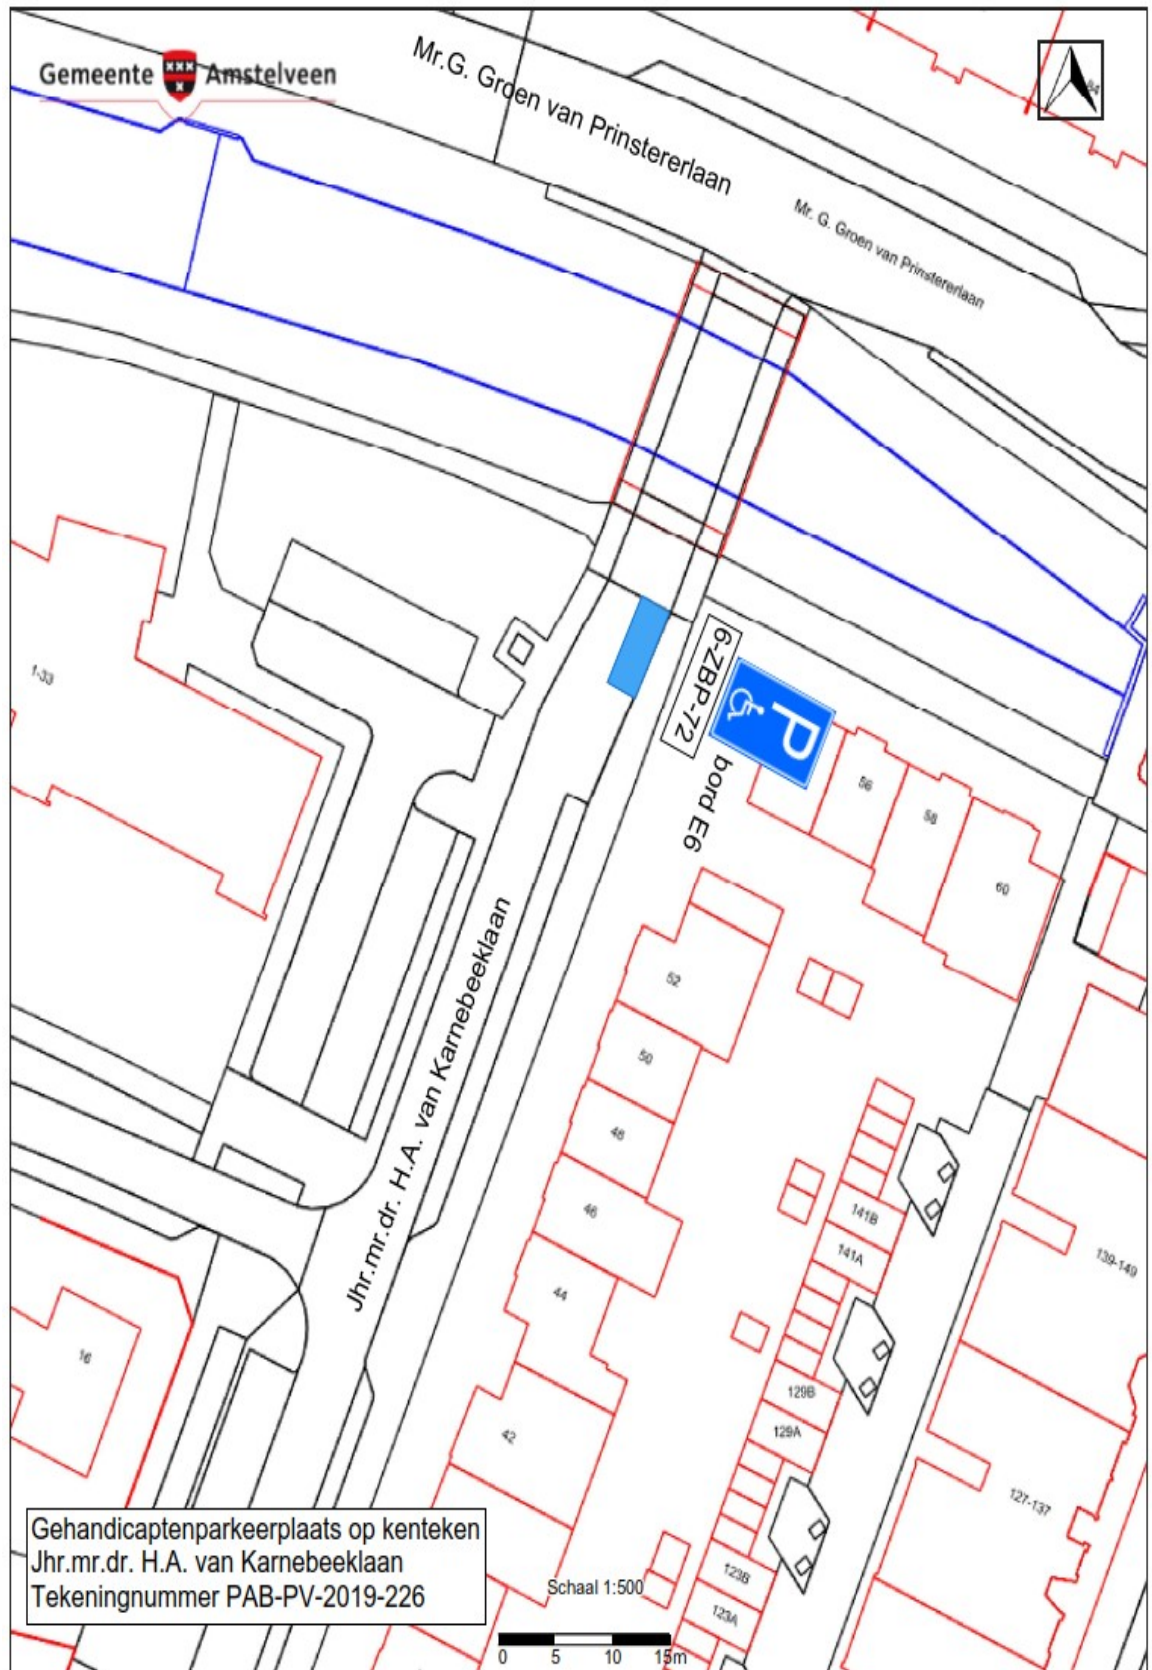 Gemeente Amstelveen
Mr.G. Groen van Prinstererlaan
Mr. G. Groen van Prinstererlaan
84
1-33
6-ZBP-72
P
bord E6
56
58
60
52
50
48
46
44
42
16
Jhr.mr.dr. H.A. van Karnebeeklaan
141B
141A
139-149
129B
129A
127-137
123B
123A
Gehandicaptenparkeerplaats op kenteken
Jhr.mr.dr. H.A. van Karnebeeklaan
Tekeningnummer PAB-PV-2019-226
Schaal 1:500
0 5 10 15m